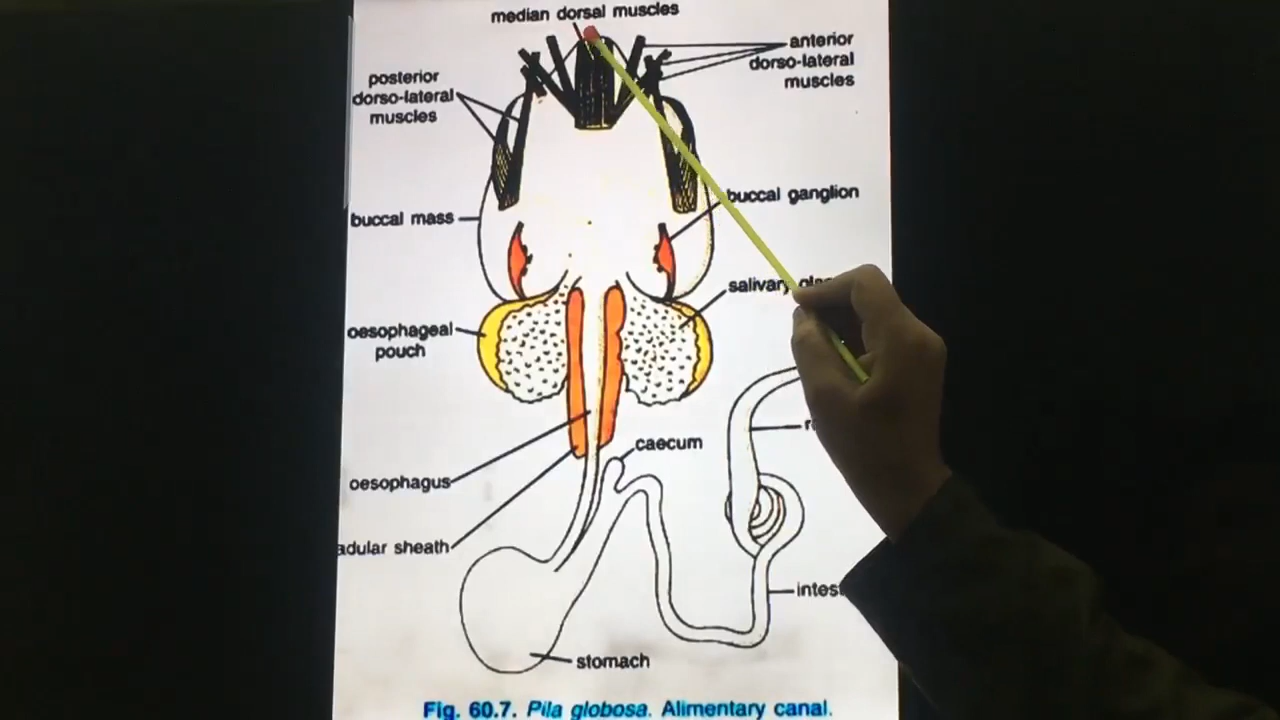 median dorsal muscles
anterior
dorso-lateral
muscles
posterior
dorso-lateral
muscles
buccal ganglion
buccal mass
salivary
oesophageal
pouch
caecum
oesophagus
adular sheath
stomach
Fig. 60.7. Pila globosa. Alimentary canal.